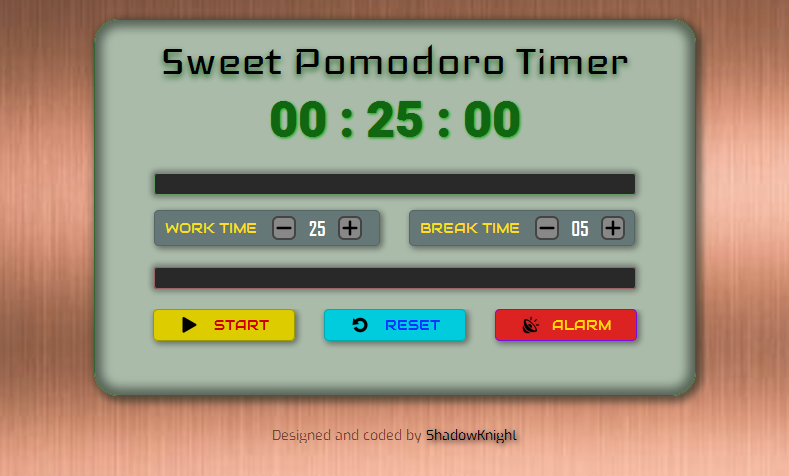 Sweet Pomodoro Timer
00 : 25 : 00
WORK TIME 25 BREAK TIME 05
START RESET ALARM
Designed and coded by ShadowKnight